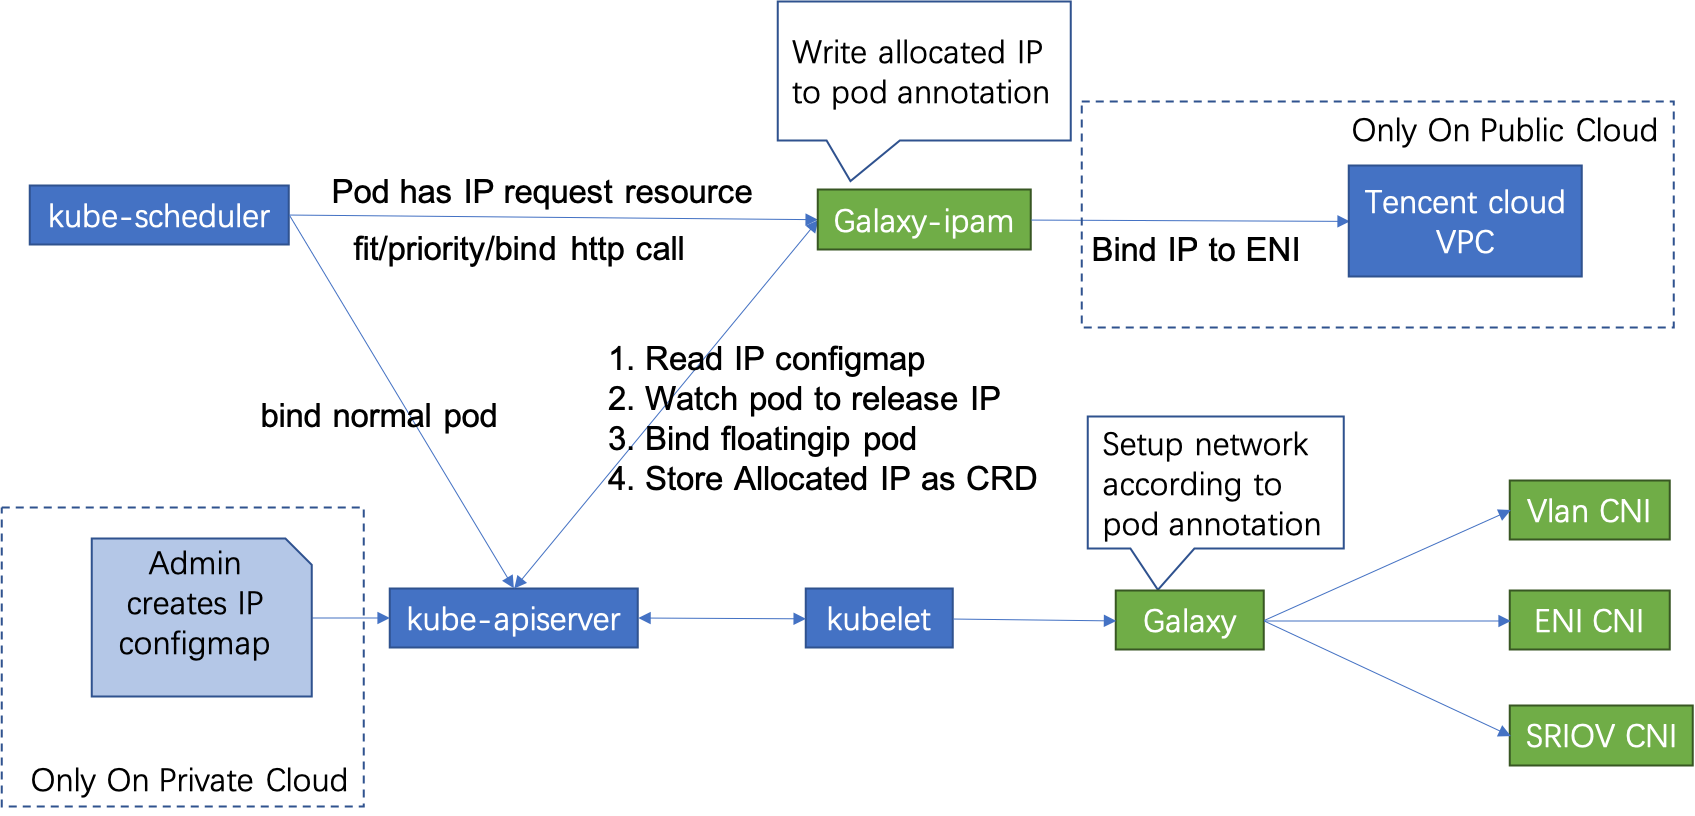 Write allocated IP
to pod annotation
Only On Public Cloud
kube-scheduler
Pod has IP request resource
fit/priority/bind http call
Galaxy-ipam
Bind IP to ENI
Tencent cloud
VPC
1. Read IP configmap
2. Watch pod to release IP
3. Bind floatingip pod
4. Store Allocated IP as CRD
bind normal pod
Setup network
according to
pod annotation
Admin
creates IP
configmap
Only On Private Cloud
kube-apiserver
kubelet
Galaxy
Vlan CNI
ENI CNI
SRIOV CNI